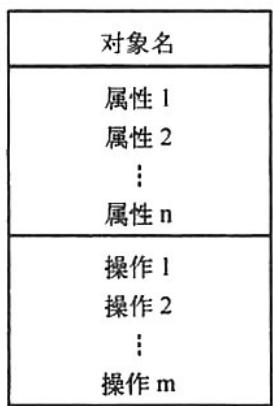 对象名
属性 1
属性 2
⋮
属性 n
操作 1
操作 2
⋮
操作 m